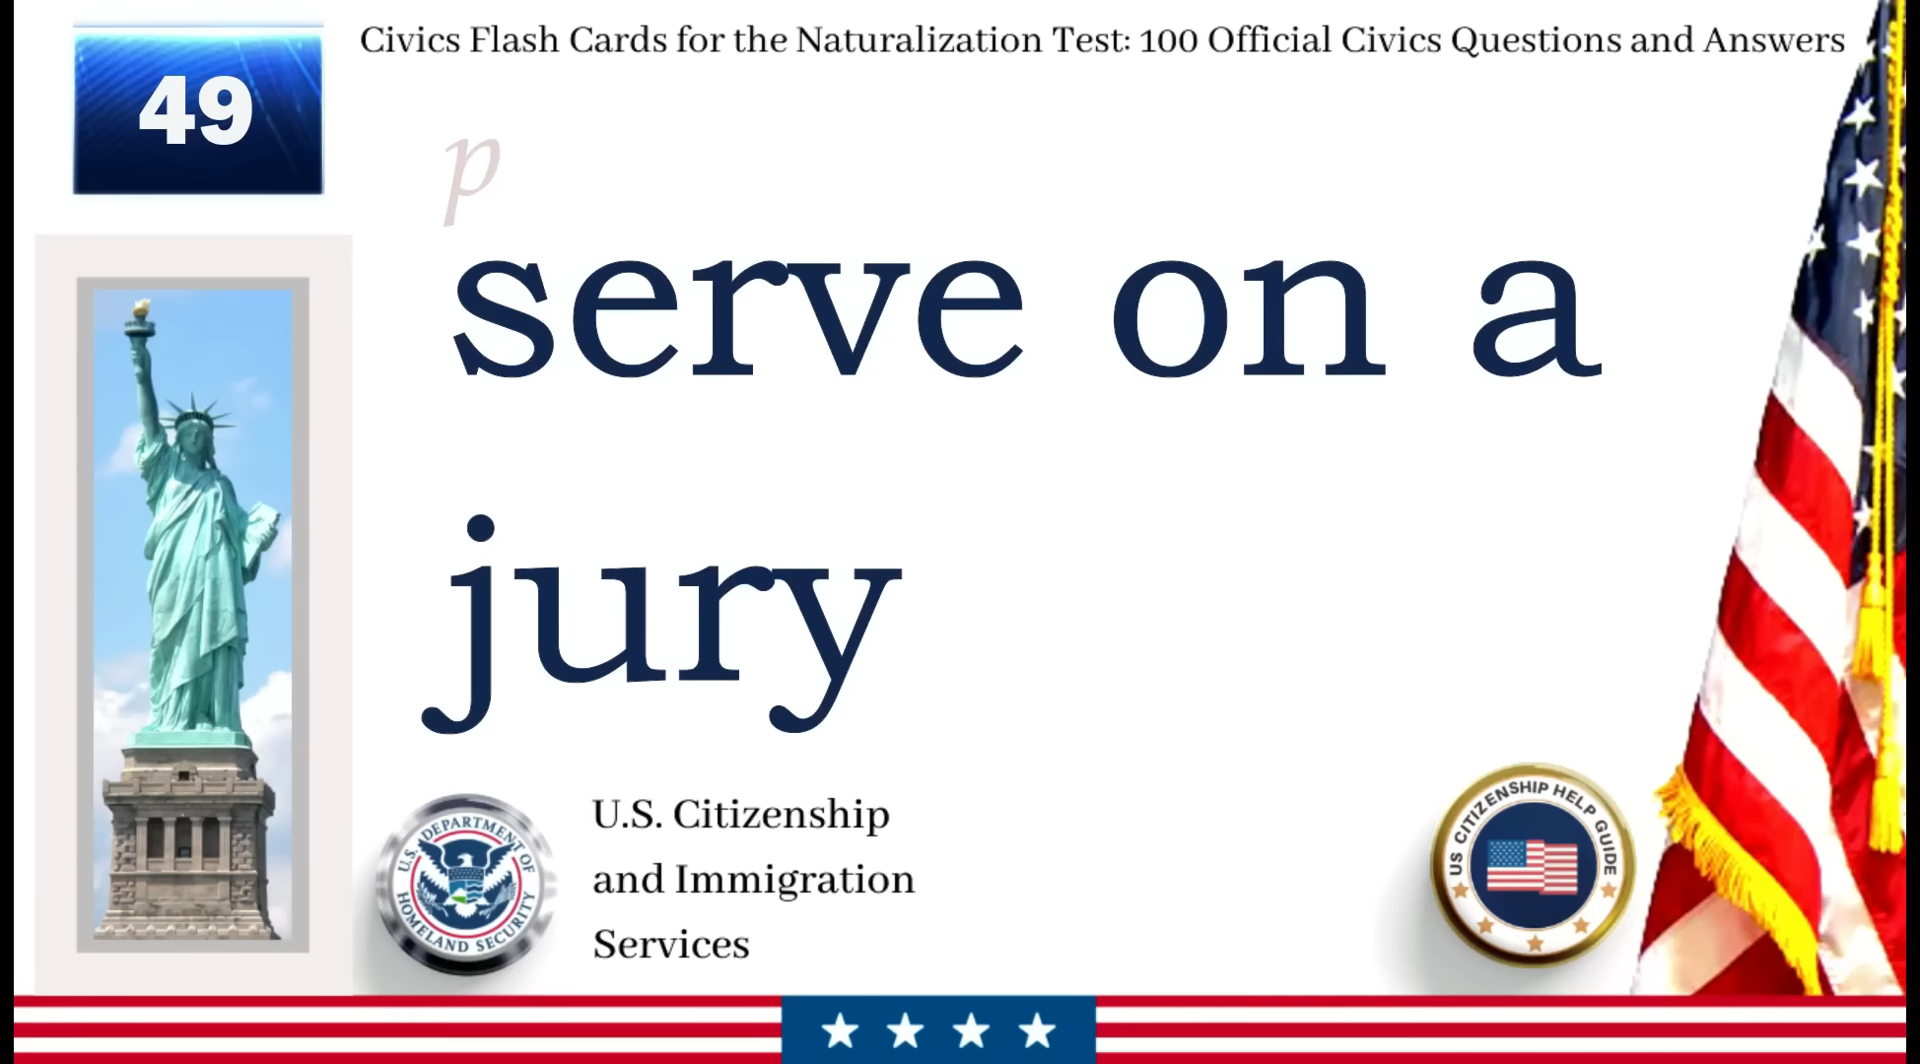 Civics Flash Cards for the Naturalization Test: 100 Official Civics Questions and Answers
49
p
serve on a
jury
U.S. DEPARTMENT OF
HOMELAND SECURITY
U.S. Citizenship
and Immigration
Services
US CITIZENSHIP HELP GUIDE